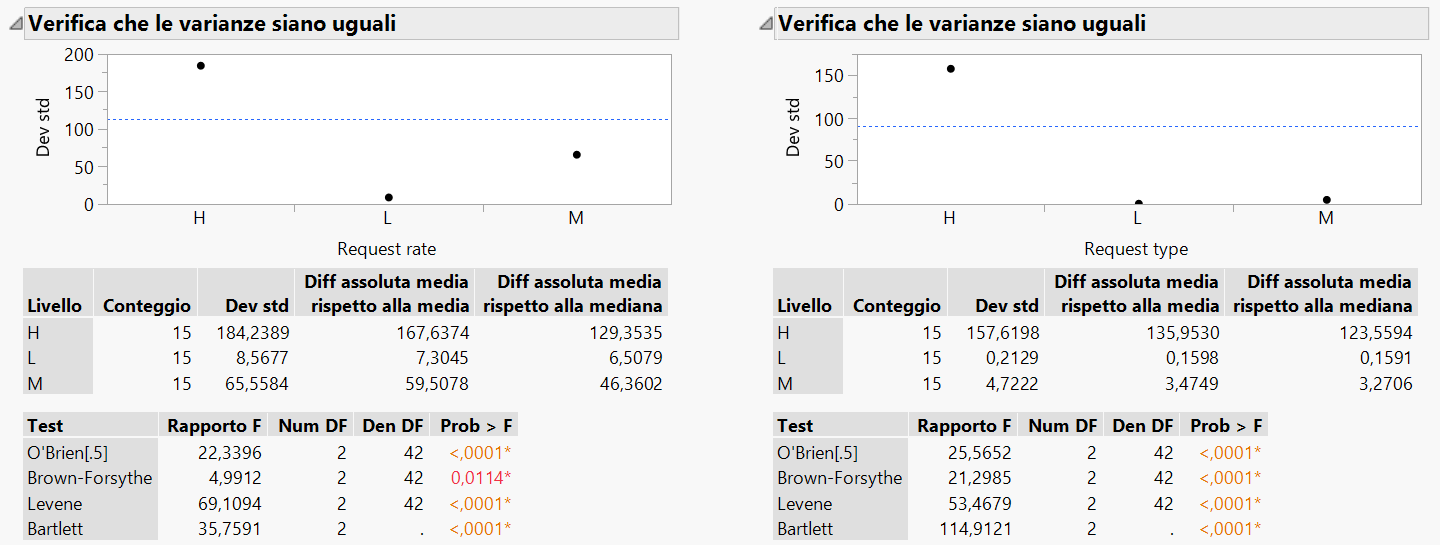 Verifica che le varianze siano uguali
200
150
100
50
0
Dev std
H L M
Request rate
Livello Conteggio Dev std Diff assoluta media rispetto alla media Diff assoluta media rispetto alla mediana
H 15 184,2389 167,6374 129,3535
L 15 8,5677 7,3045 6,5079
M 15 65,5584 59,5078 46,3602
Test Rapporto F Num DF Den DF Prob > F
O'Brien[.5] 22,3396 2 42 <,0001*
Brown-Forsythe 4,9912 2 42 0,0114*
Levene 69,1094 2 42 <,0001*
Bartlett 35,7591 2 . <,0001*
Verifica che le varianze siano uguali
150
100
50
0
Dev std
H L M
Request type
Livello Conteggio Dev std Diff assoluta media rispetto alla media Diff assoluta media rispetto alla mediana
H 15 157,6198 135,9530 123,5594
L 15 0,2129 0,1598 0,1591
M 15 4,7222 3,4749 3,2706
Test Rapporto F Num DF Den DF Prob > F
O'Brien[.5] 25,5652 2 42 <,0001*
Brown-Forsythe 21,2985 2 42 <,0001*
Levene 53,4679 2 42 <,0001*
Bartlett 114,9121 2 . <,0001*